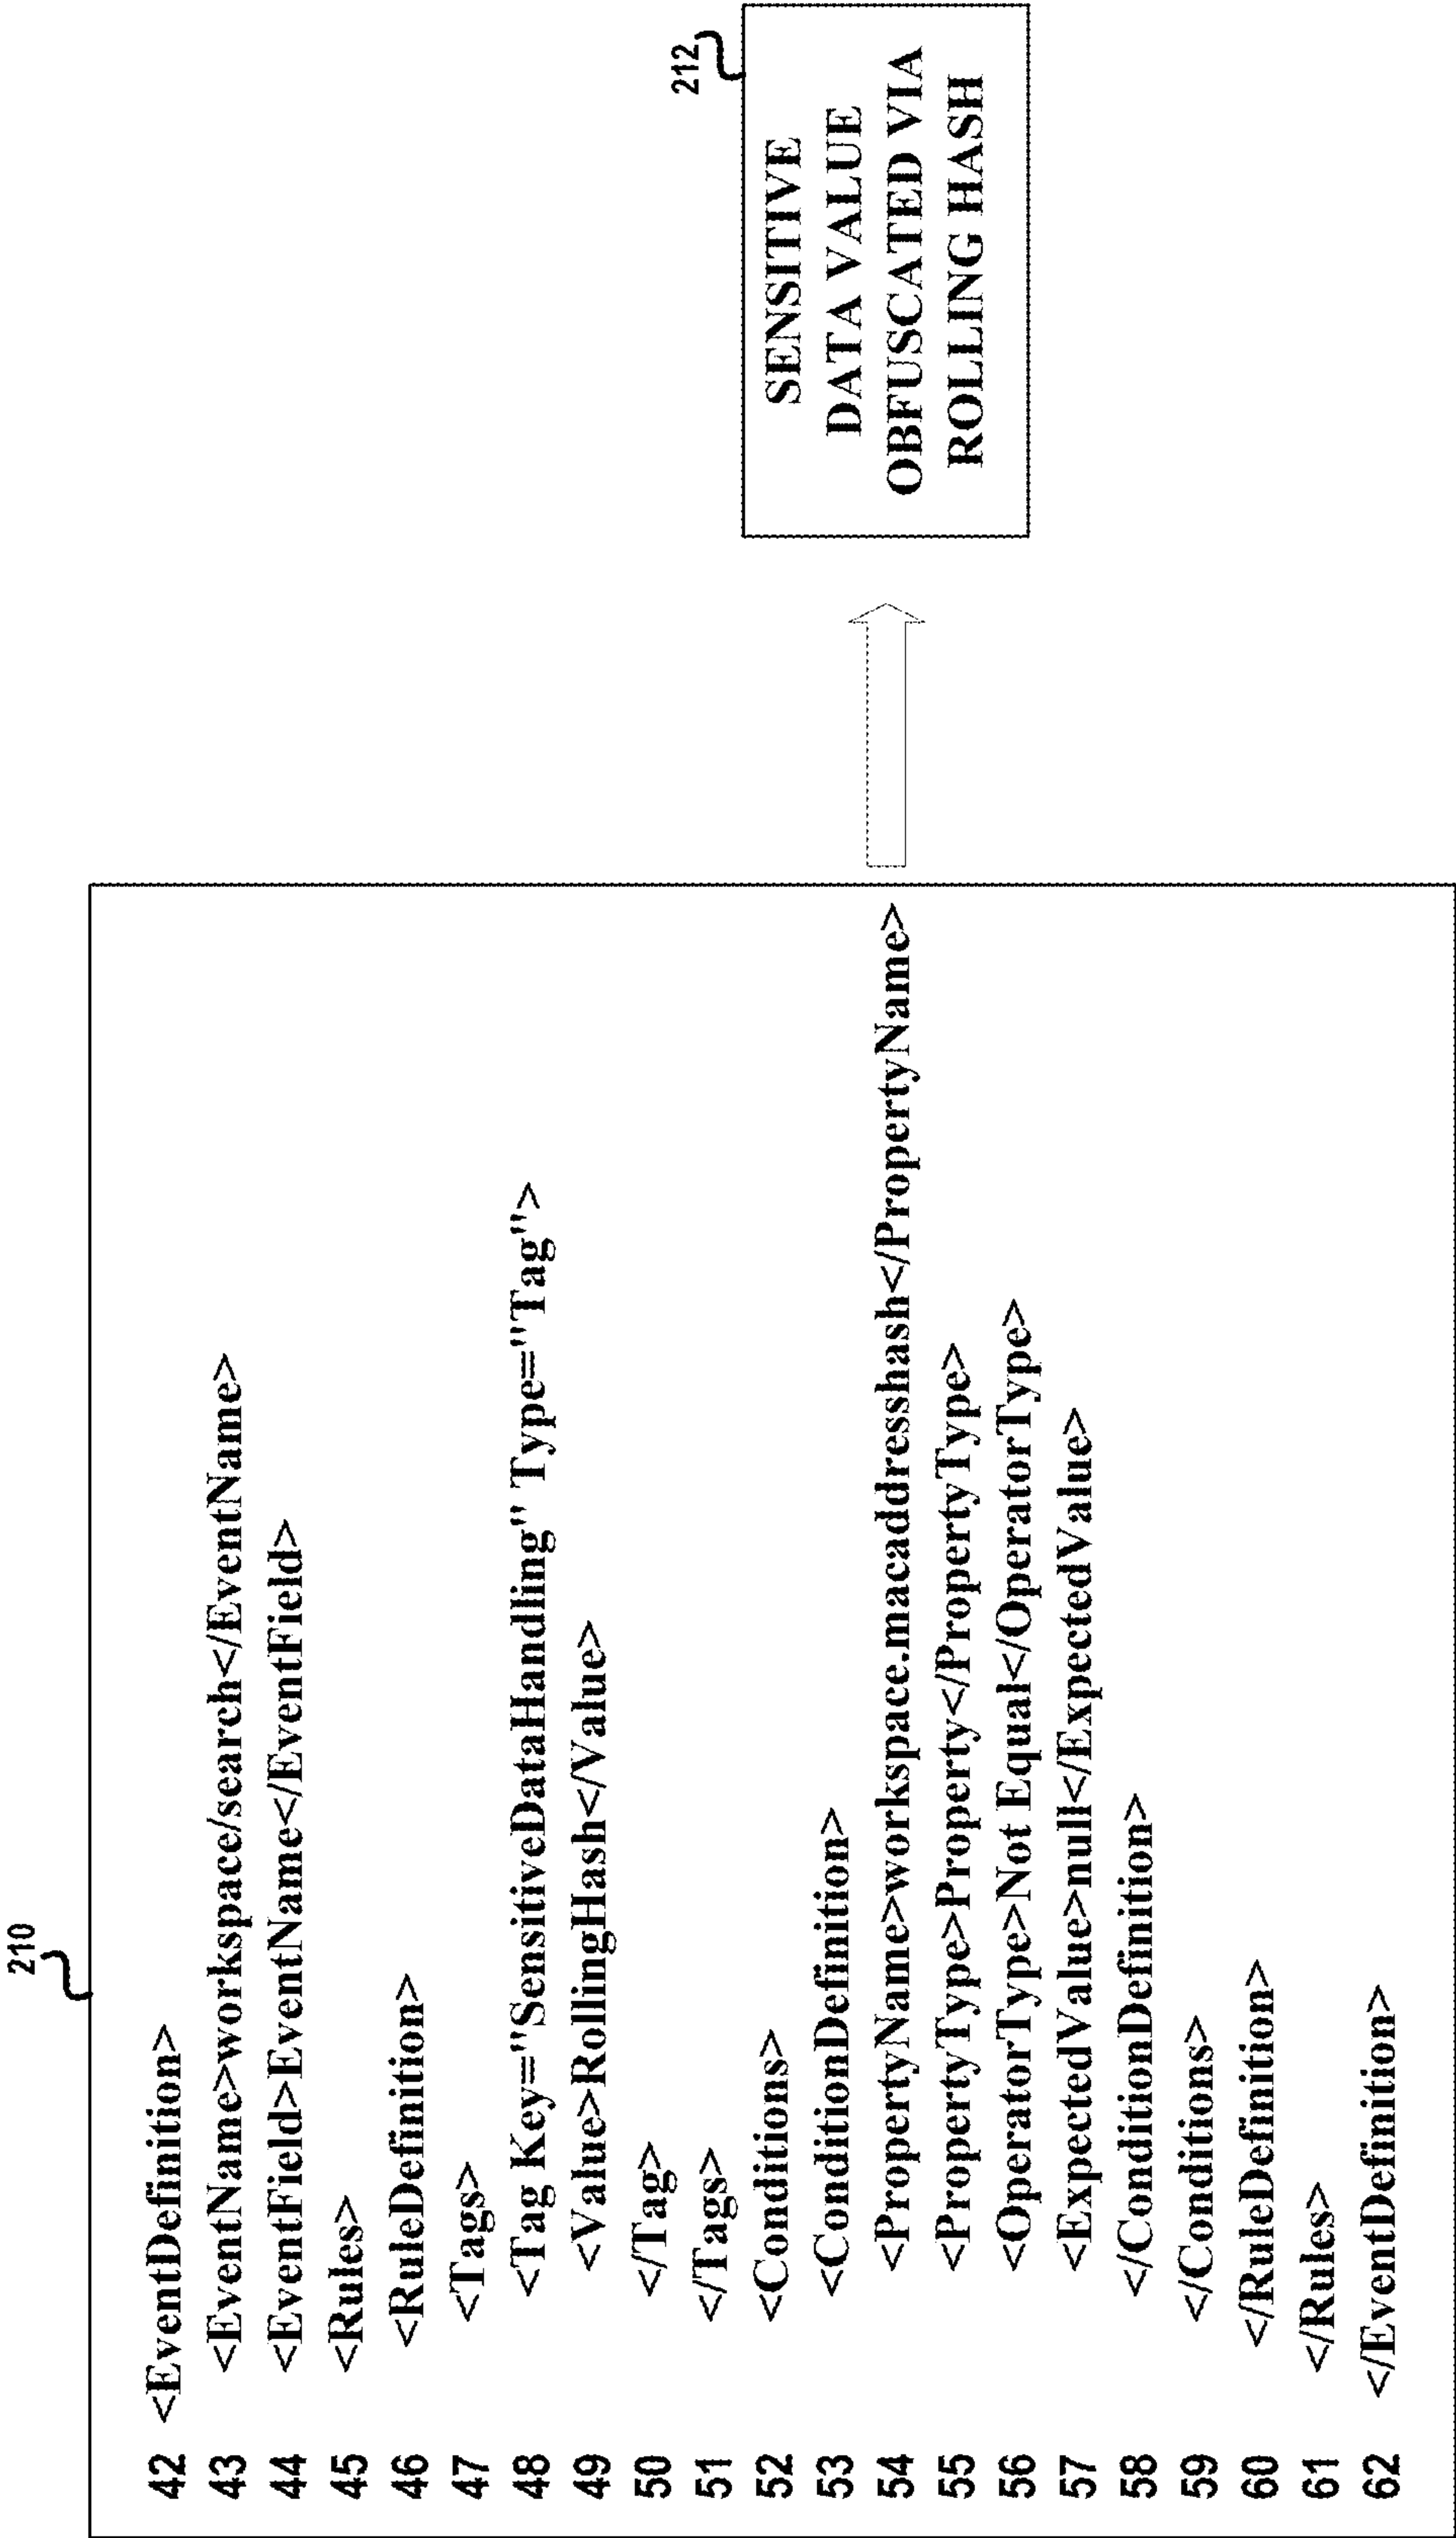 210
42 <EventDefinition>
43 <EventName>workspace/search</EventName>
44 <EventField>EventName</EventField>
45 <Rules>
46 <RuleDefinition>
47 <Tags>
48 <Tag Key="SensitiveDataHandling" Type="Tag">
49 <Value>RollingHash</Value>
50 </Tag>
51 </Tags>
52 <Conditions>
53 <ConditionDefinition>
54 <PropertyName>workspace.macaddresshash</PropertyName>
55 <PropertyType>Property</PropertyType>
56 <OperatorType>Not Equal</OperatorType>
57 <ExpectedValue>null</ExpectedValue>
58 </ConditionDefinition>
59 </Conditions>
60 </RuleDefinition>
61 </Rules>
62 </EventDefinition>
212
SENSITIVE
DATA VALUE
OBFUSCATED VIA
ROLLING HASH